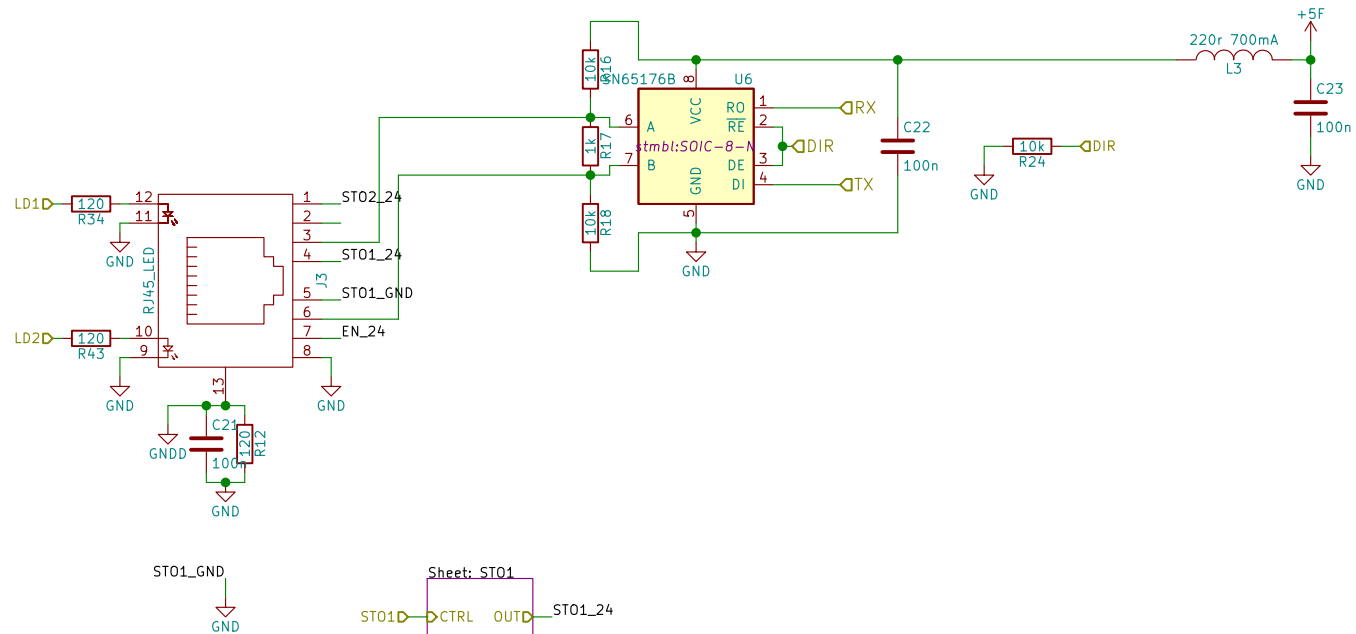 +5F
220r 700mA
L3
C23
100n
10k
R16
SN65176B
U6
8
VCC
RO
1
RX
6
A
RE
2
C22
1k
R17
stmbl:SOIC-8-N
DIR
10k
R24
DIR
7
B
DE
3
100n
GND
DI
4
TX
GND
GND
5
10k
R18
GND
LD1
120
R34
12
11
GND
1
STO2_24
2
3
4
STO1_24
RJ45_LED
J3
5
STO1_GND
6
LD2
120
R43
10
9
7
EN_24
8
GND
13
GND
C21
120
R12
GNDD
100n
GND
STO1_GND
GND
Sheet: STO1
STO1
CTRL
OUT
STO1_24